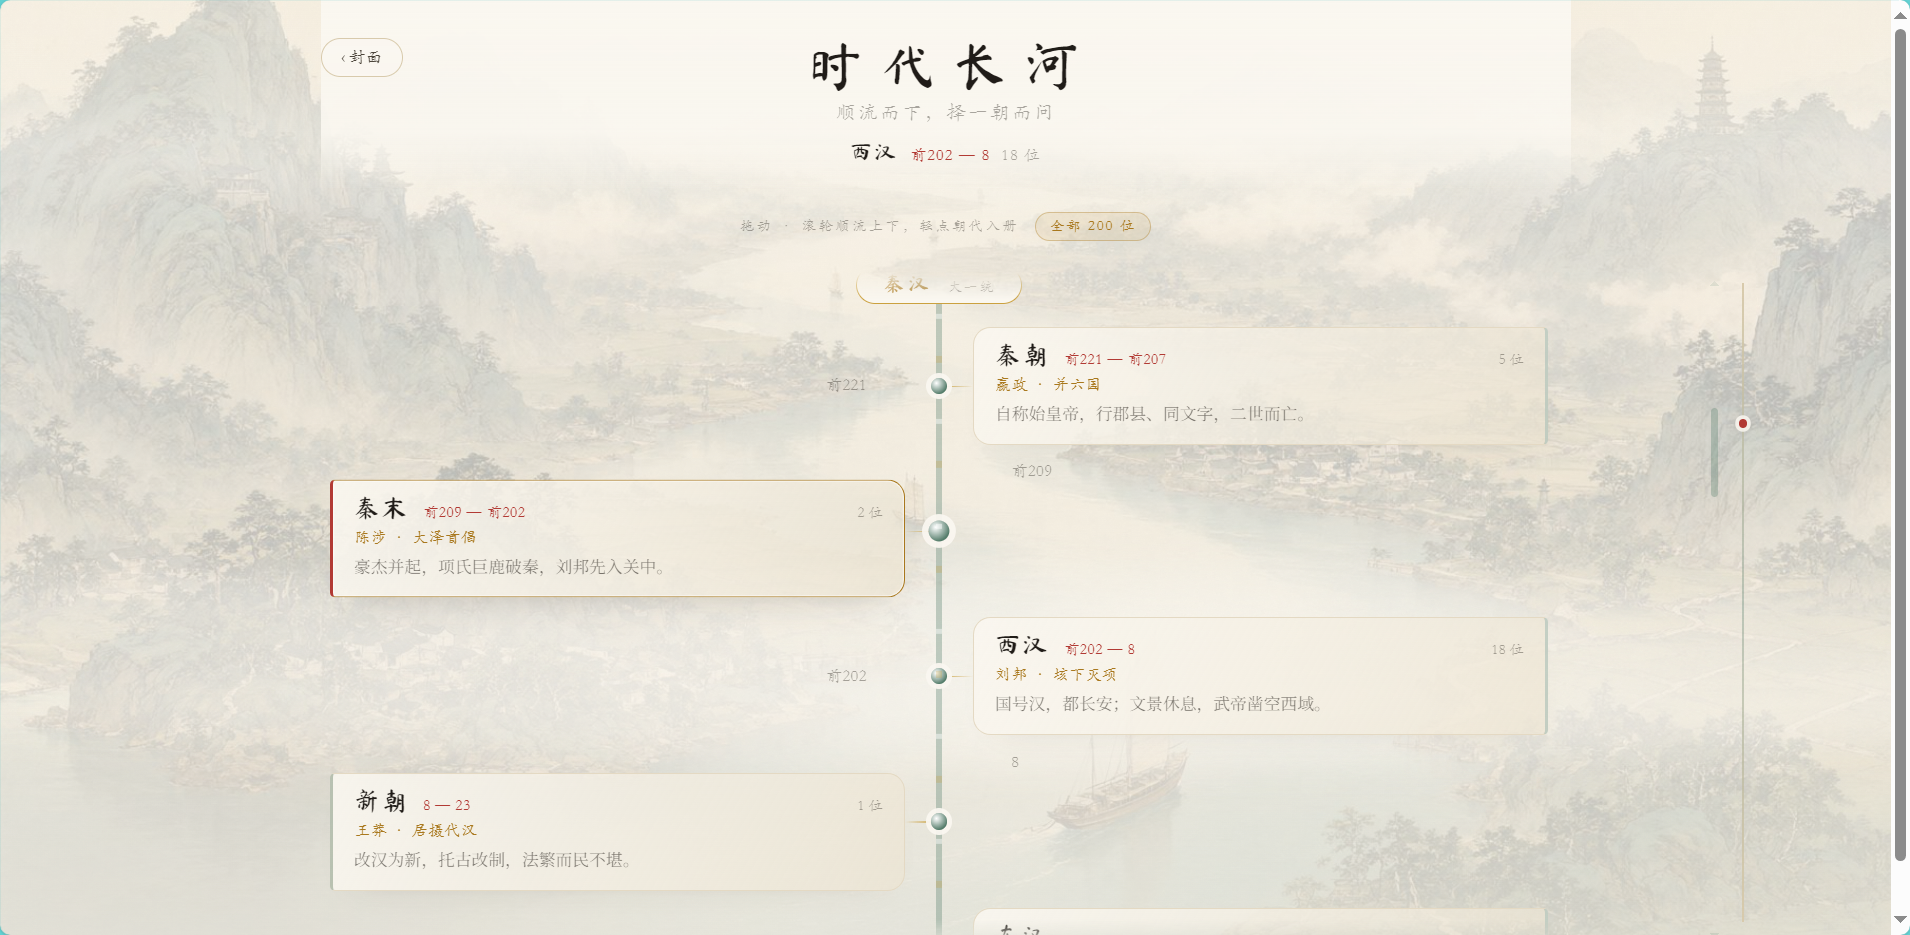 ‹ 封面
时代长河
顺流而下，择一朝而问
西汉 前202 — 8 18 位
拖动 · 滚轮顺流上下，轻点朝代入册 全部 200 位
秦汉 大一统
秦朝 前221 — 前207 5 位
前221
嬴政 · 并六国
自称始皇帝，行郡县、同文字，二世而亡。
前209
秦末 前209 — 前202 2 位
陈涉 · 大泽首倡
豪杰并起，项氏巨鹿破秦，刘邦先入关中。
西汉 前202 — 8 18 位
前202
刘邦 · 垓下灭项
国号汉，都长安；文景休息，武帝凿空西域。
8
新朝 8 — 23 1 位
王莽 · 居摄代汉
改汉为新，托古改制，法繁而民不堪。